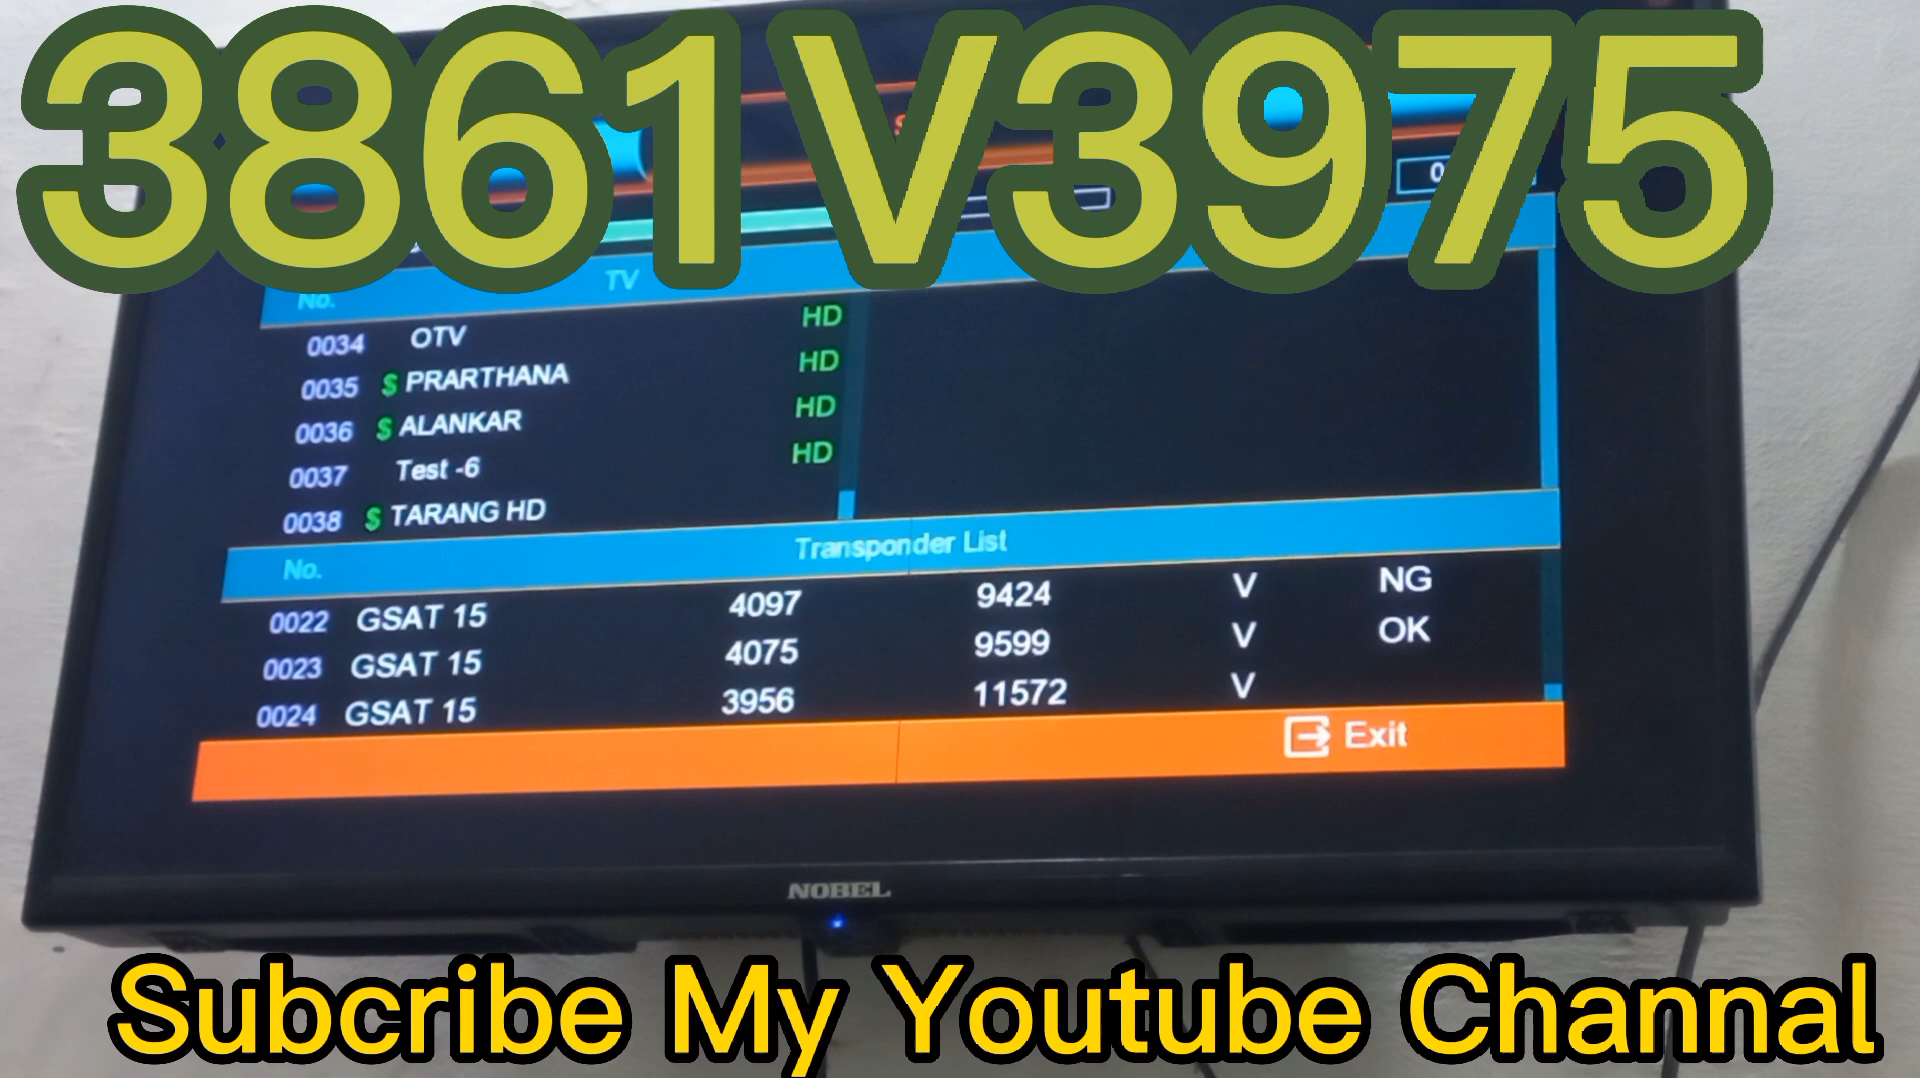 3861V3975
No. TV
0034 OTV HD
0035 $ PRARTHANA HD
0036 $ ALANKAR HD
0037 Test -6 HD
0038 $ TARANG HD
No. Transponder List
0022 GSAT 15 4097 9424 V NG
0023 GSAT 15 4075 9599 V OK
0024 GSAT 15 3956 11572 V
Exit
NOBEL
Subcribe My Youtube Channal